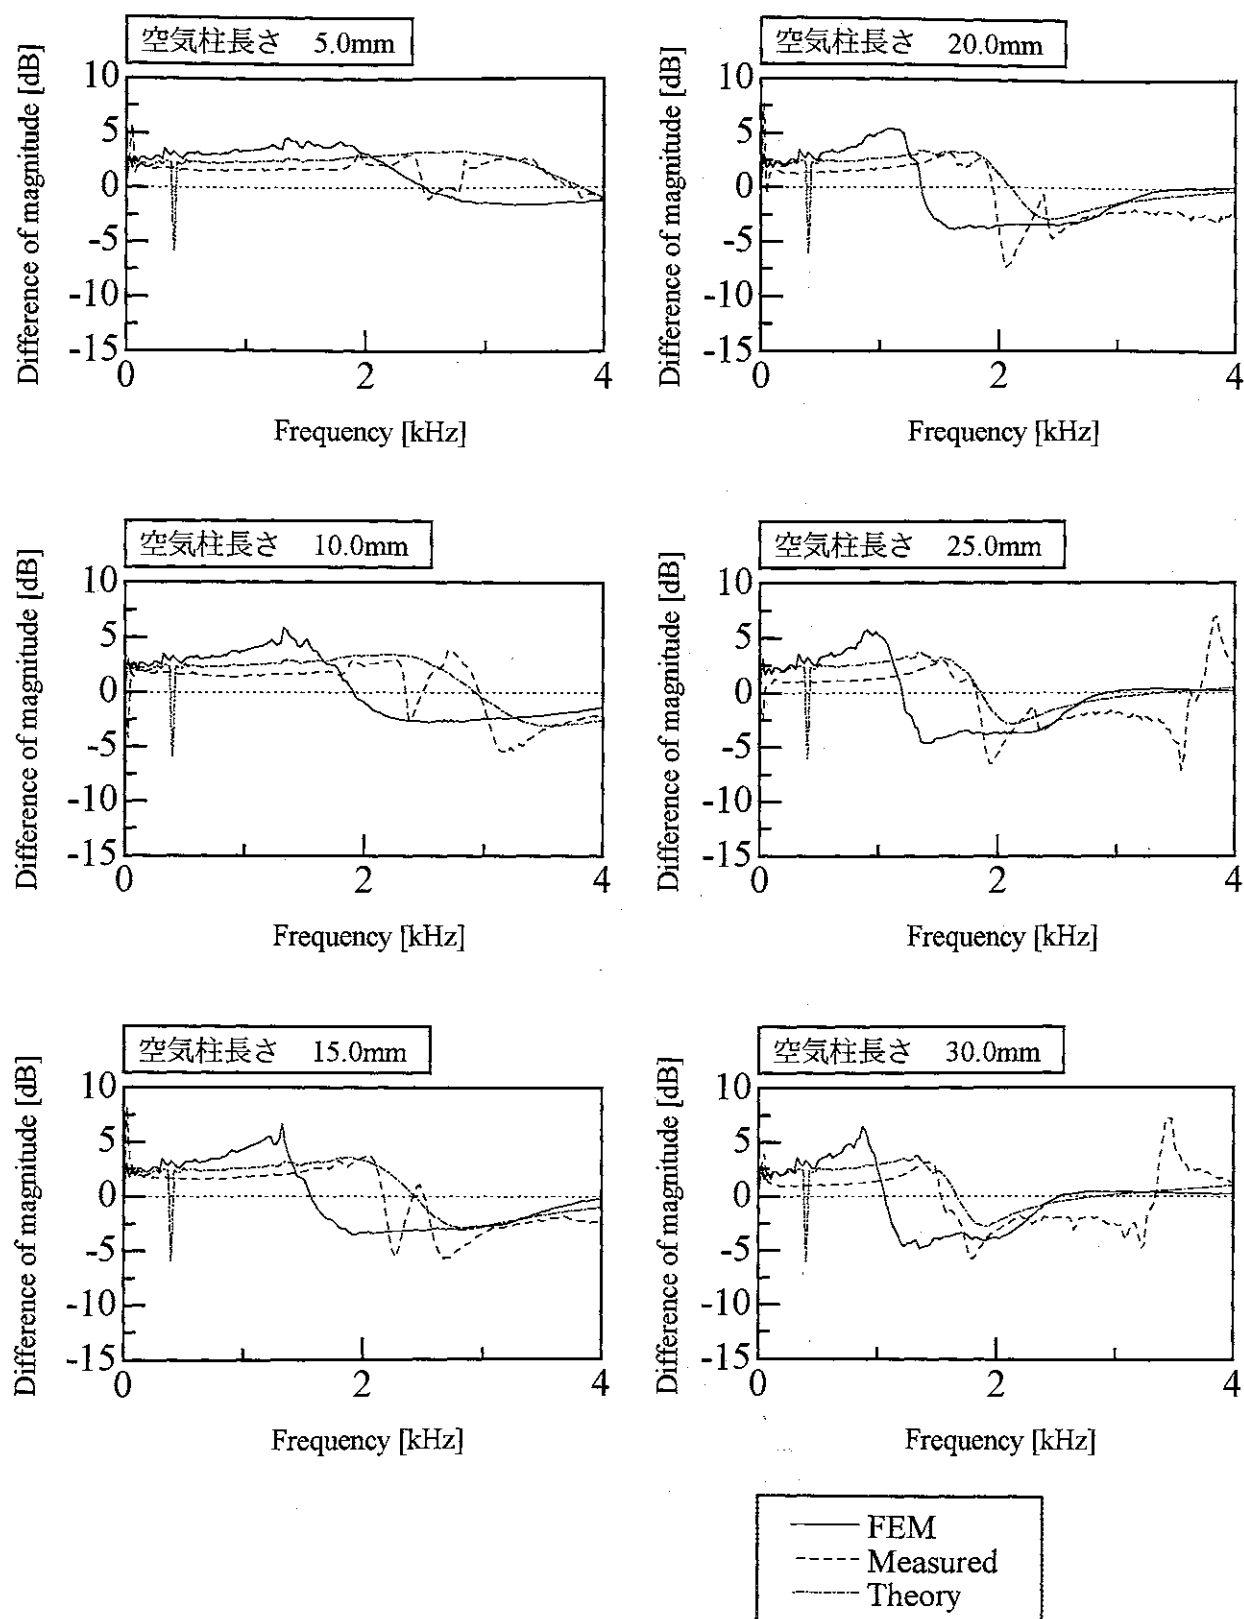 空気柱長さ 5.0mm
Difference of magnitude [dB]
10
5
0
-5
-10
-15
0 2 4
Frequency [kHz]
空気柱長さ 20.0mm
Difference of magnitude [dB]
10
5
0
-5
-10
-15
0 2 4
Frequency [kHz]
空気柱長さ 10.0mm
Difference of magnitude [dB]
10
5
0
-5
-10
-15
0 2 4
Frequency [kHz]
空気柱長さ 25.0mm
Difference of magnitude [dB]
10
5
0
-5
-10
-15
0 2 4
Frequency [kHz]
空気柱長さ 15.0mm
Difference of magnitude [dB]
10
5
0
-5
-10
-15
0 2 4
Frequency [kHz]
空気柱長さ 30.0mm
Difference of magnitude [dB]
10
5
0
-5
-10
-15
0 2 4
Frequency [kHz]
FEM
Measured
Theory